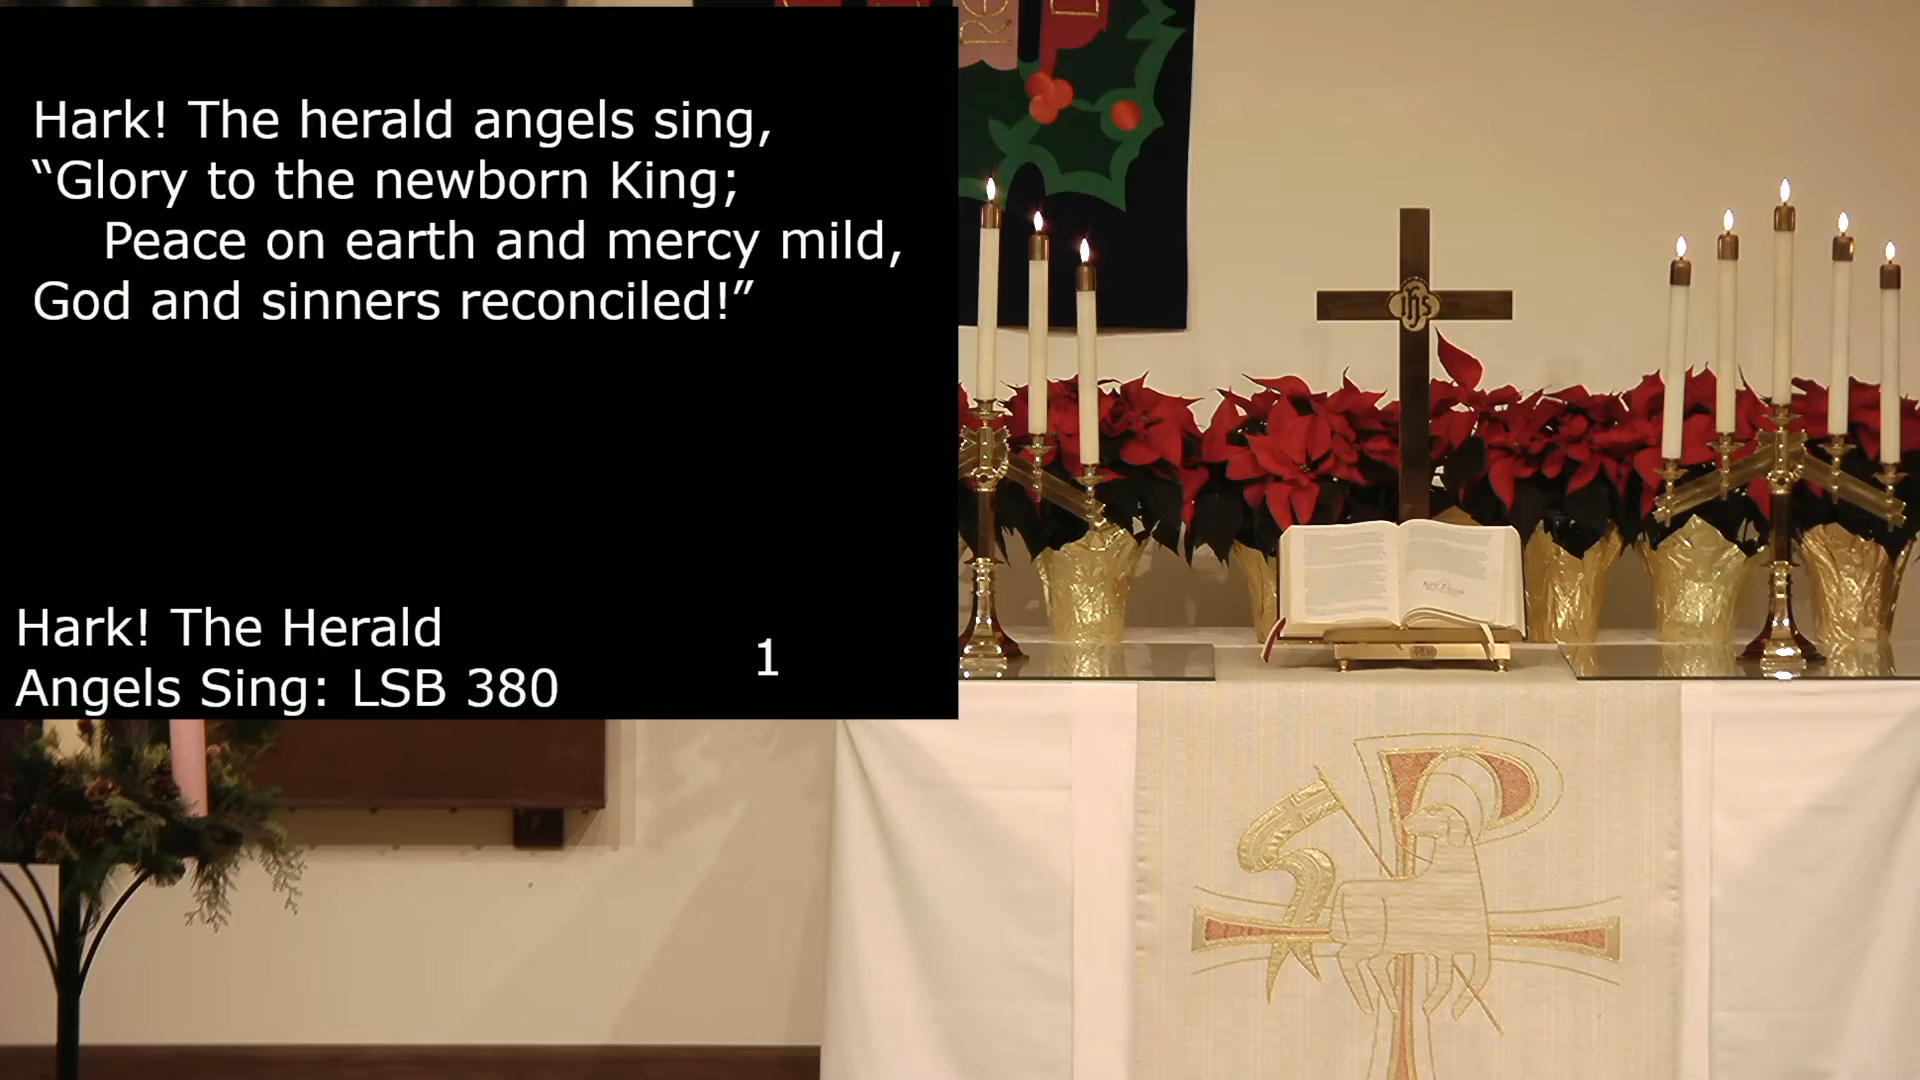 Hark! The herald angels sing,
“Glory to the newborn King;
Peace on earth and mercy mild,
God and sinners reconciled!”
Hark! The Herald
Angels Sing: LSB 380
1
ihs